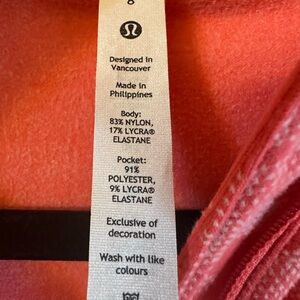 8
Designed in
Vancouver
Made in
Philippines
Body:
83% NYLON,
17% LYCRA®
ELASTANE
Pocket:
91%
POLYESTER,
9% LYCRA®
ELASTANE
Exclusive of
decoration
Wash with like
colours